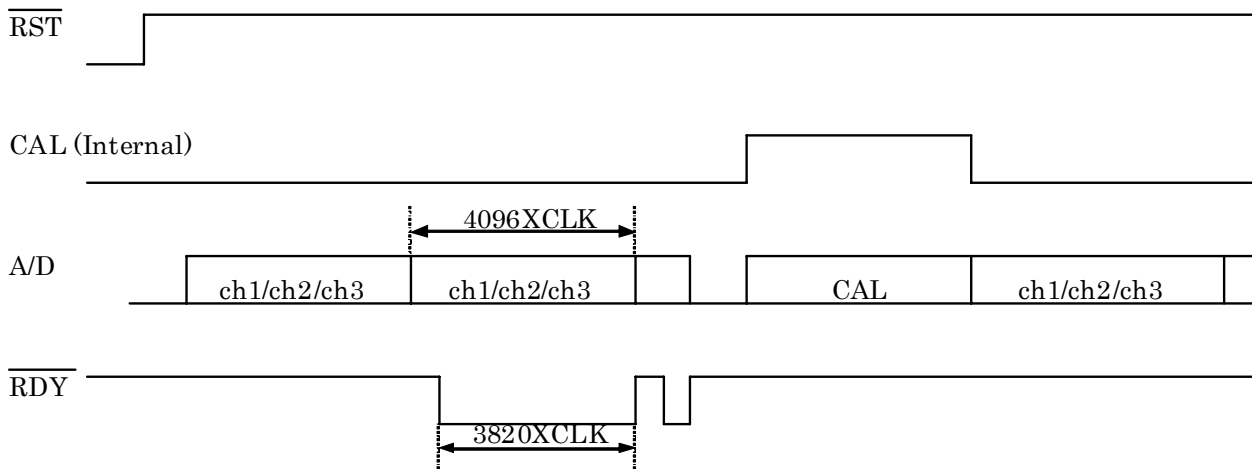 RST
CAL (Internal)
4096XCLK
A/D
ch1/ch2/ch3 ch1/ch2/ch3 CAL ch1/ch2/ch3
RDY
3820XCLK